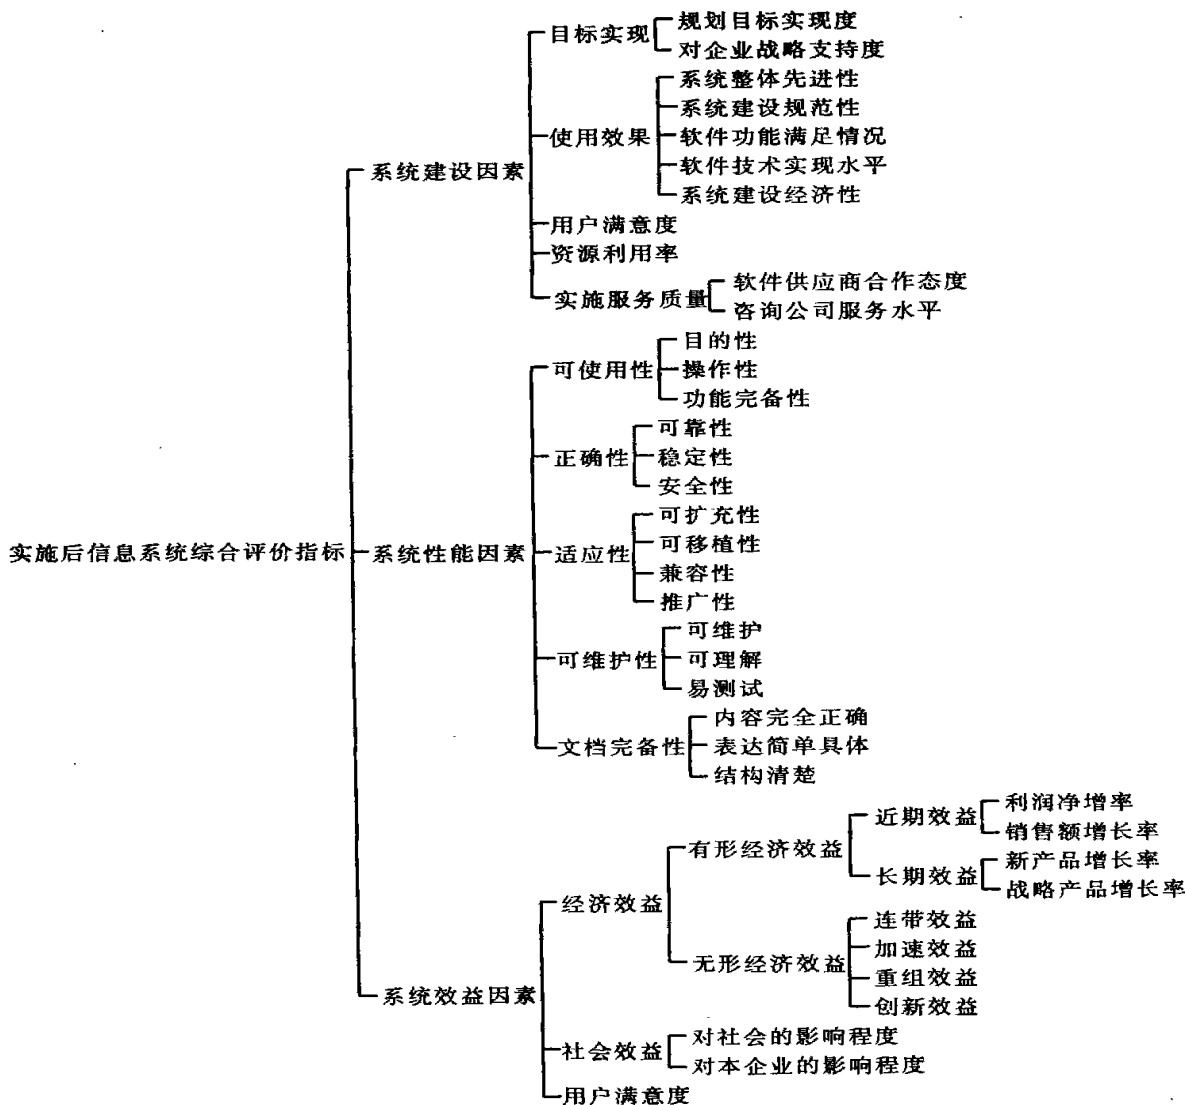 规划目标实现度
目标实现
对企业战略支持度
系统整体先进性
系统建设规范性
使用效果
软件功能满足情况
软件技术实现水平
系统建设因素
系统建设经济性
用户满意度
资源利用率
软件供应商合作态度
实施服务质量
咨询公司服务水平
目的性
可使用性
操作性
功能完备性
可靠性
正确性
稳定性
安全性
可扩充性
可移植性
实施后信息系统综合评价指标
系统性能因素
适应性
兼容性
推广性
可维护
可维护性
可理解
易测试
内容完全正确
文档完备性
表达简单具体
结构清楚
利润净增率
近期效益
销售额增长率
有形经济效益
新产品增长率
长期效益
战略产品增长率
经济效益
连带效益
加速效益
无形经济效益
重组效益
系统效益因素
创新效益
对社会的影响程度
社会效益
对本企业的影响程度
用户满意度